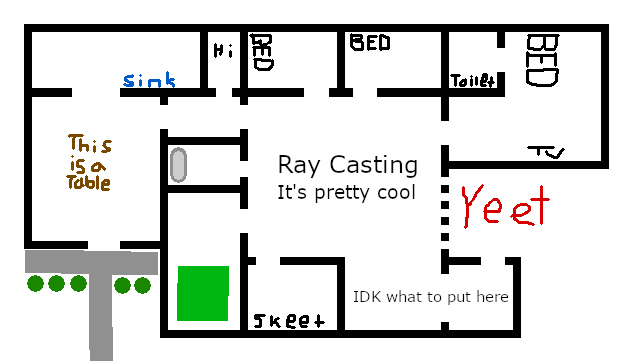 Hi
BED
BED
BED
sink
Toilet
This
is a
Table
TV
Ray Casting
It's pretty cool
Yeet
IDK what to put here
Skeet